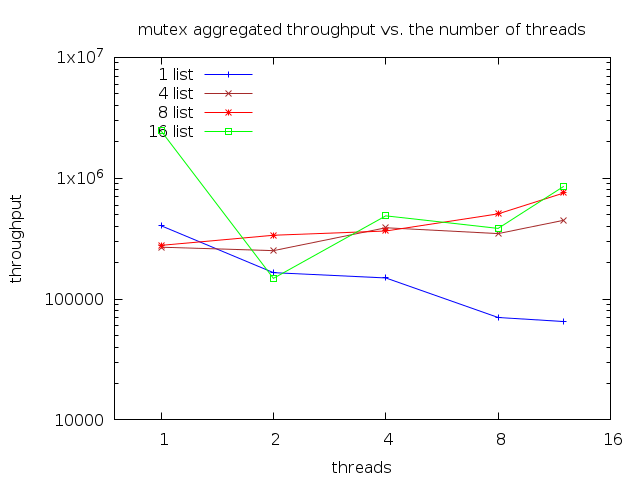 mutex aggregated throughput vs. the number of threads
1x10^7
1 list
4 list
8 list
16 list
1x10^6
throughput
100000
10000
1 2 4 8 16
threads